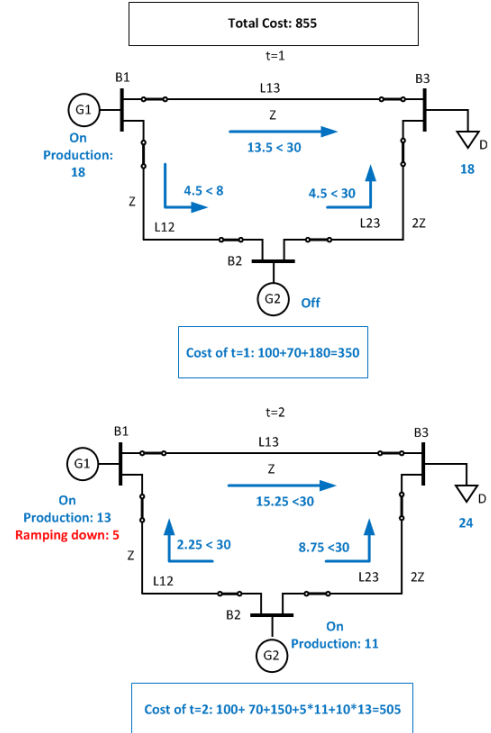 Total Cost: 855
t=1
B1
B3
L13
G1
Z
D
On
Production:
18
13.5 < 30
18
4.5 < 8
4.5 < 30
Z
L12
L23
2Z
B2
G2
Off
Cost of t=1: 100+70+180=350
t=2
B1
B3
L13
G1
Z
D
On
Production: 13
Ramping down: 5
15.25 <30
24
2.25 < 30
8.75 <30
Z
L12
L23
2Z
B2
On
Production: 11
G2
Cost of t=2: 100+ 70+150+5*11+10*13=505